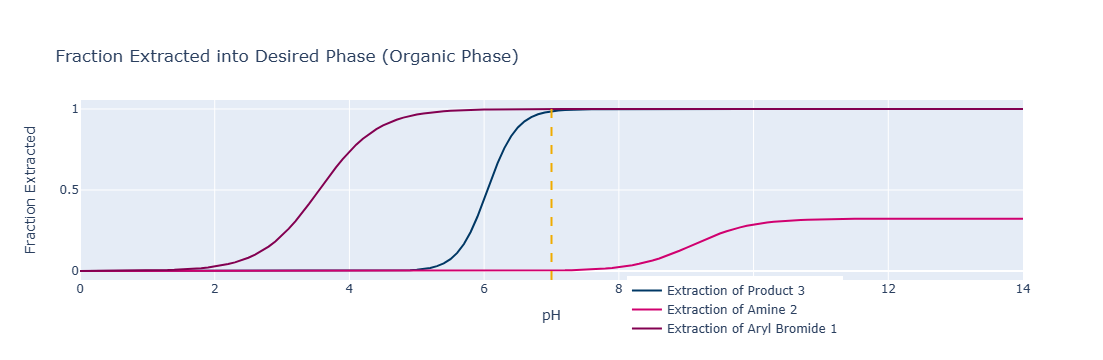 Fraction Extracted into Desired Phase (Organic Phase)
Fraction Extracted
1
0.5
0
0 2 4 6 8 12 14
pH
Extraction of Product 3
Extraction of Amine 2
Extraction of Aryl Bromide 1